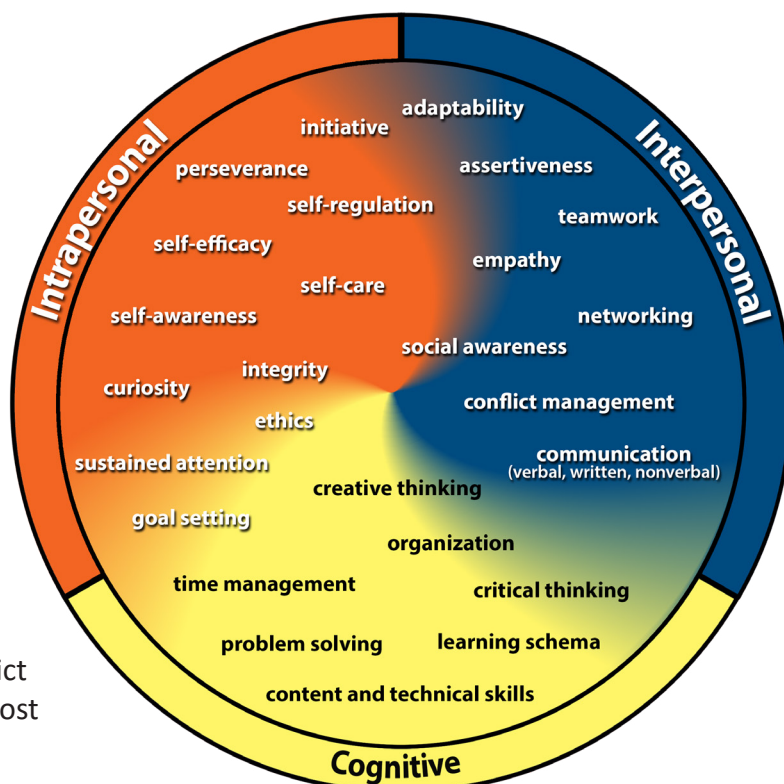 Intrapersonal
Interpersonal
Cognitive
adaptability
initiative
assertiveness
perseverance
self-regulation
teamwork
self-efficacy
empathy
self-care
self-awareness
networking
social awareness
integrity
curiosity
conflict management
ethics
communication
(verbal, written, nonverbal)
sustained attention
creative thinking
goal setting
organization
time management
critical thinking
problem solving
learning schema
content and technical skills
ict
ost